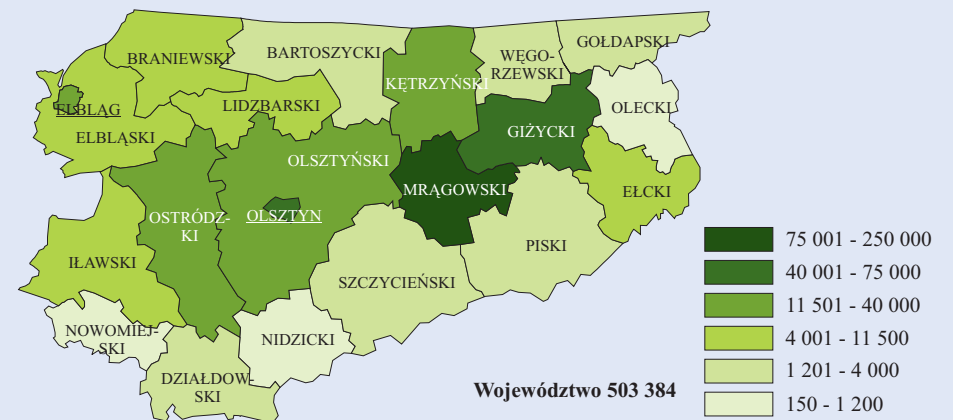 GOŁDAPSKI
BARTOSZYCKI
WĘGO-
RZEWSKI
BRANIEWSKI
KĘTRZYŃSKI
OLECKI
LIDZBARSKI
ELBLĄG
GIŻYCKI
ELBLĄSKI
OLSZTYŃSKI
MRĄGOWSKI
EŁCKI
OSTRÓDZ-
KI
OLSZTYN
PISKI
IŁAWSKI
SZCZYCIEŃSKI
NOWOMIEJ-
SKI
NIDZICKI
DZIAŁDOW
SKI
75 001 - 250 000
40 001 - 75 000
11 501 - 40 000
4 001 - 11 500
1 201 - 4 000
150 - 1 200
Województwo 503 384